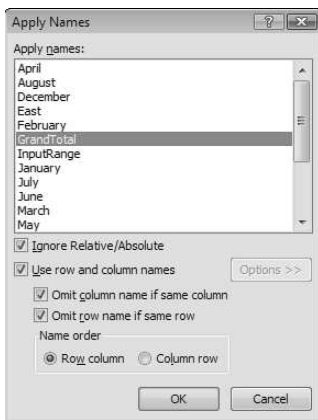 Apply Names
Apply names:
April
August
December
East
February
GrandTotal
InputRange
January
July
June
March
May
Ignore Relative/Absolute
Use row and column names
Options >>
Omit column name if same column
Omit row name if same row
Name order
Row column
Column row
OK
Cancel